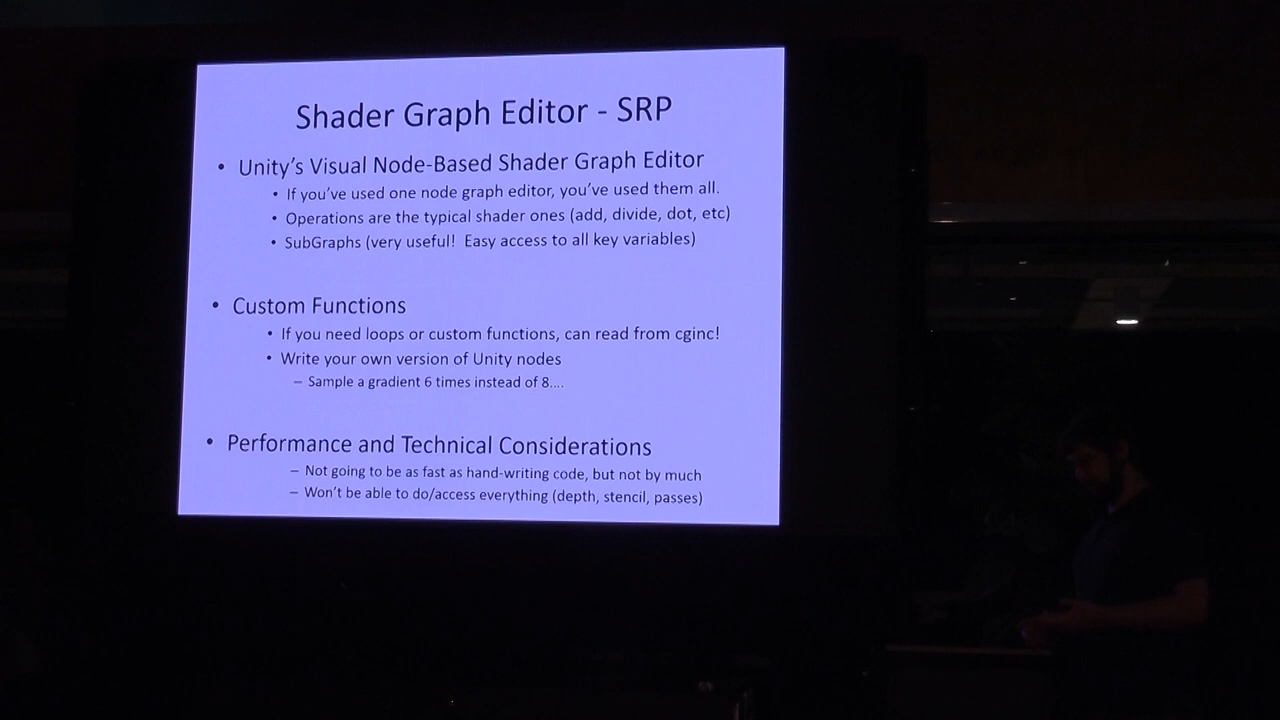 Shader Graph Editor - SRP
• Unity's Visual Node-Based Shader Graph Editor
• If you've used one node graph editor, you've used them all.
• Operations are the typical shader ones (add, divide, dot, etc)
• SubGraphs (very useful!  Easy access to all key variables)
• Custom Functions
• If you need loops or custom functions, can read from cginc!
• Write your own version of Unity nodes
– Sample a gradient 6 times instead of 8....
• Performance and Technical Considerations
– Not going to be as fast as hand-writing code, but not by much
– Won't be able to do/access everything (depth, stencil, passes)